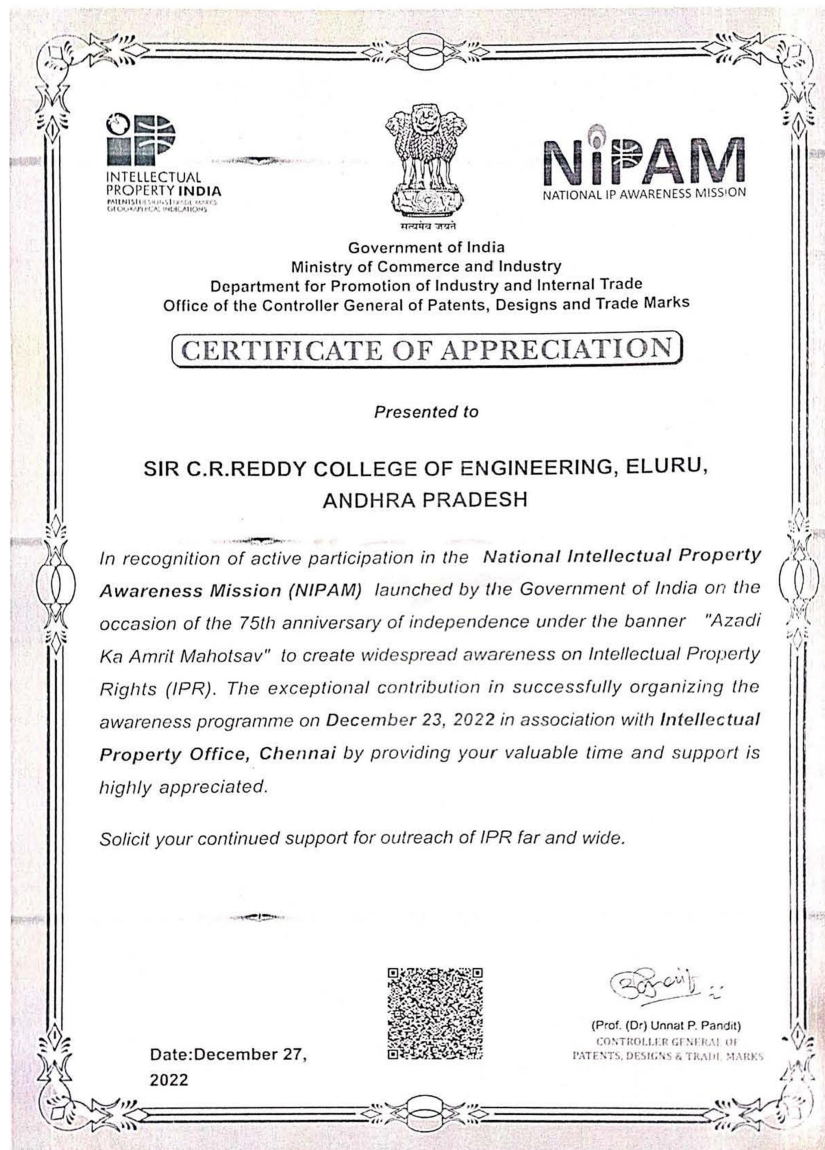 INTELLECTUAL
PROPERTY INDIA
PATENTS | DESIGNS | TRADE MARKS
GEOGRAPHICAL INDICATIONS
NiPAM
NATIONAL IP AWARENESS MISSION
सत्यमेव जयते
Government of India
Ministry of Commerce and Industry
Department for Promotion of Industry and Internal Trade
Office of the Controller General of Patents, Designs and Trade Marks
CERTIFICATE OF APPRECIATION
Presented to
SIR C.R.REDDY COLLEGE OF ENGINEERING, ELURU,
ANDHRA PRADESH
In recognition of active participation in the National Intellectual Property
Awareness Mission (NIPAM) launched by the Government of India on the
occasion of the 75th anniversary of independence under the banner "Azadi
Ka Amrit Mahotsav" to create widespread awareness on Intellectual Property
Rights (IPR). The exceptional contribution in successfully organizing the
awareness programme on December 23, 2022 in association with Intellectual
Property Office, Chennai by providing your valuable time and support is
highly appreciated.
Solicit your continued support for outreach of IPR far and wide.
(Prof. (Dr) Unnat P. Pandit)
CONTROLLER GENERAL OF
PATENTS, DESIGNS & TRADE MARKS
Date:December 27,
2022